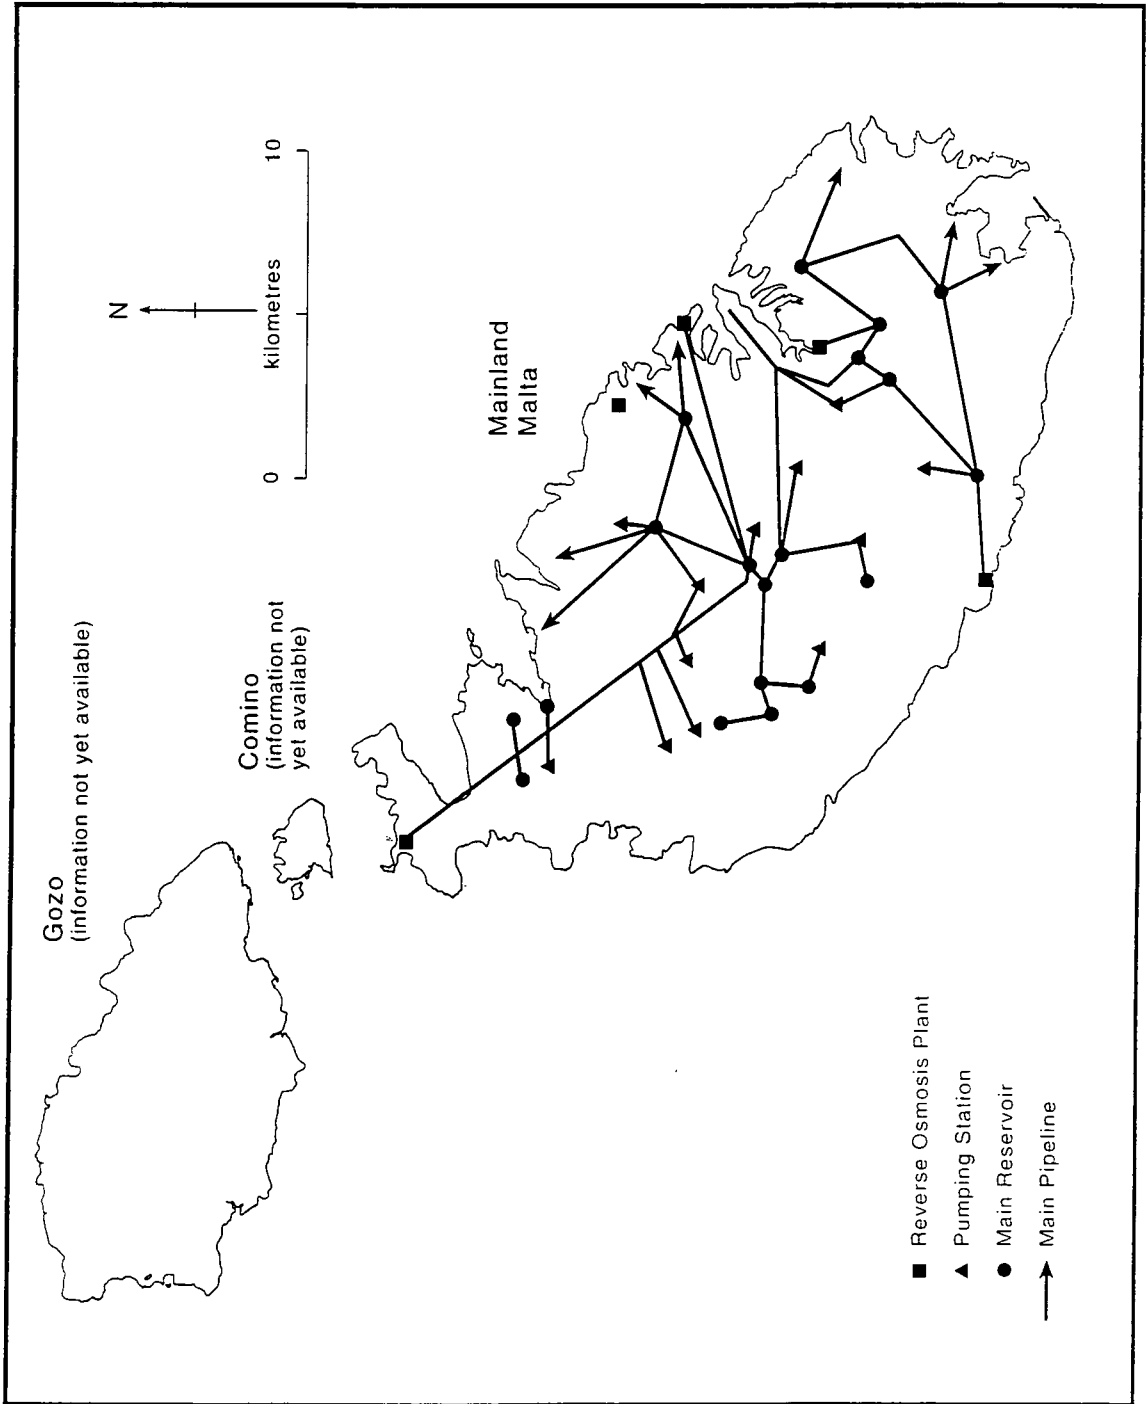 Gozo
(information not yet available)
Comino
(information not
yet available)
N
0
kilometres
10
Mainland
Malta
Reverse Osmosis Plant
Pumping Station
Main Reservoir
Main Pipeline